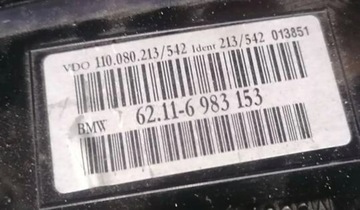 VDO 110.080.213/542 Ident 213/542 013851
BMW 62.11-6 983 153